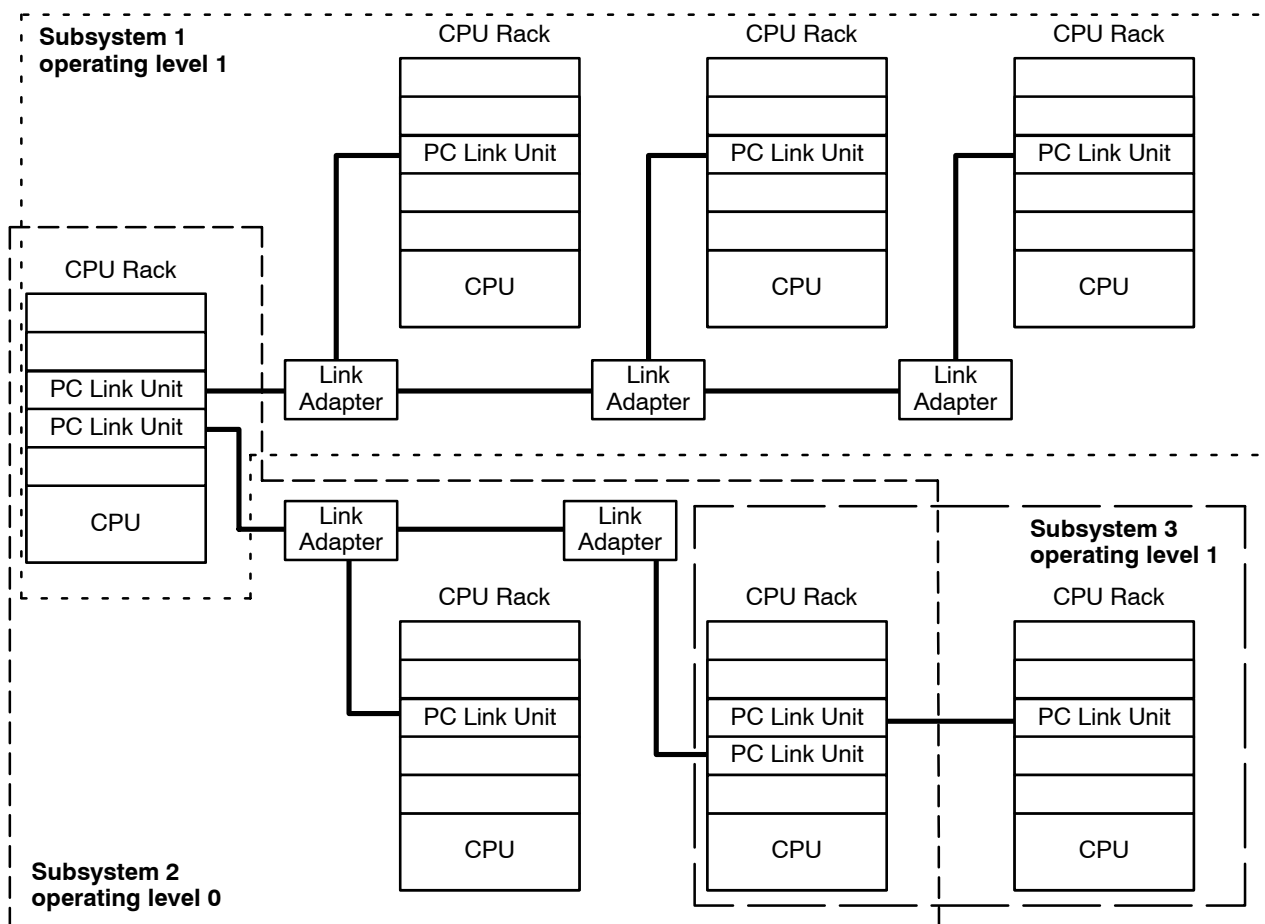 Subsystem 1
operating level 1
CPU Rack
PC Link Unit
CPU
CPU Rack
PC Link Unit
CPU
CPU Rack
PC Link Unit
CPU
CPU Rack
PC Link Unit
PC Link Unit
CPU
Link
Adapter
Link
Adapter
Link
Adapter
Link
Adapter
Link
Adapter
Subsystem 3
operating level 1
CPU Rack
PC Link Unit
CPU
CPU Rack
PC Link Unit
PC Link Unit
CPU
CPU Rack
PC Link Unit
CPU
Subsystem 2
operating level 0